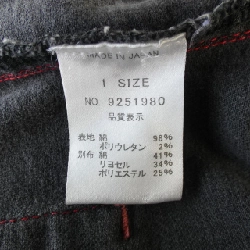 MADE IN JAPAN
I SIZE
NO. 9251980
品質表示
表地 綿 98%
ポリウレタン 2%
別布 綿 41%
リヨセル 34%
ポリエステル 25%